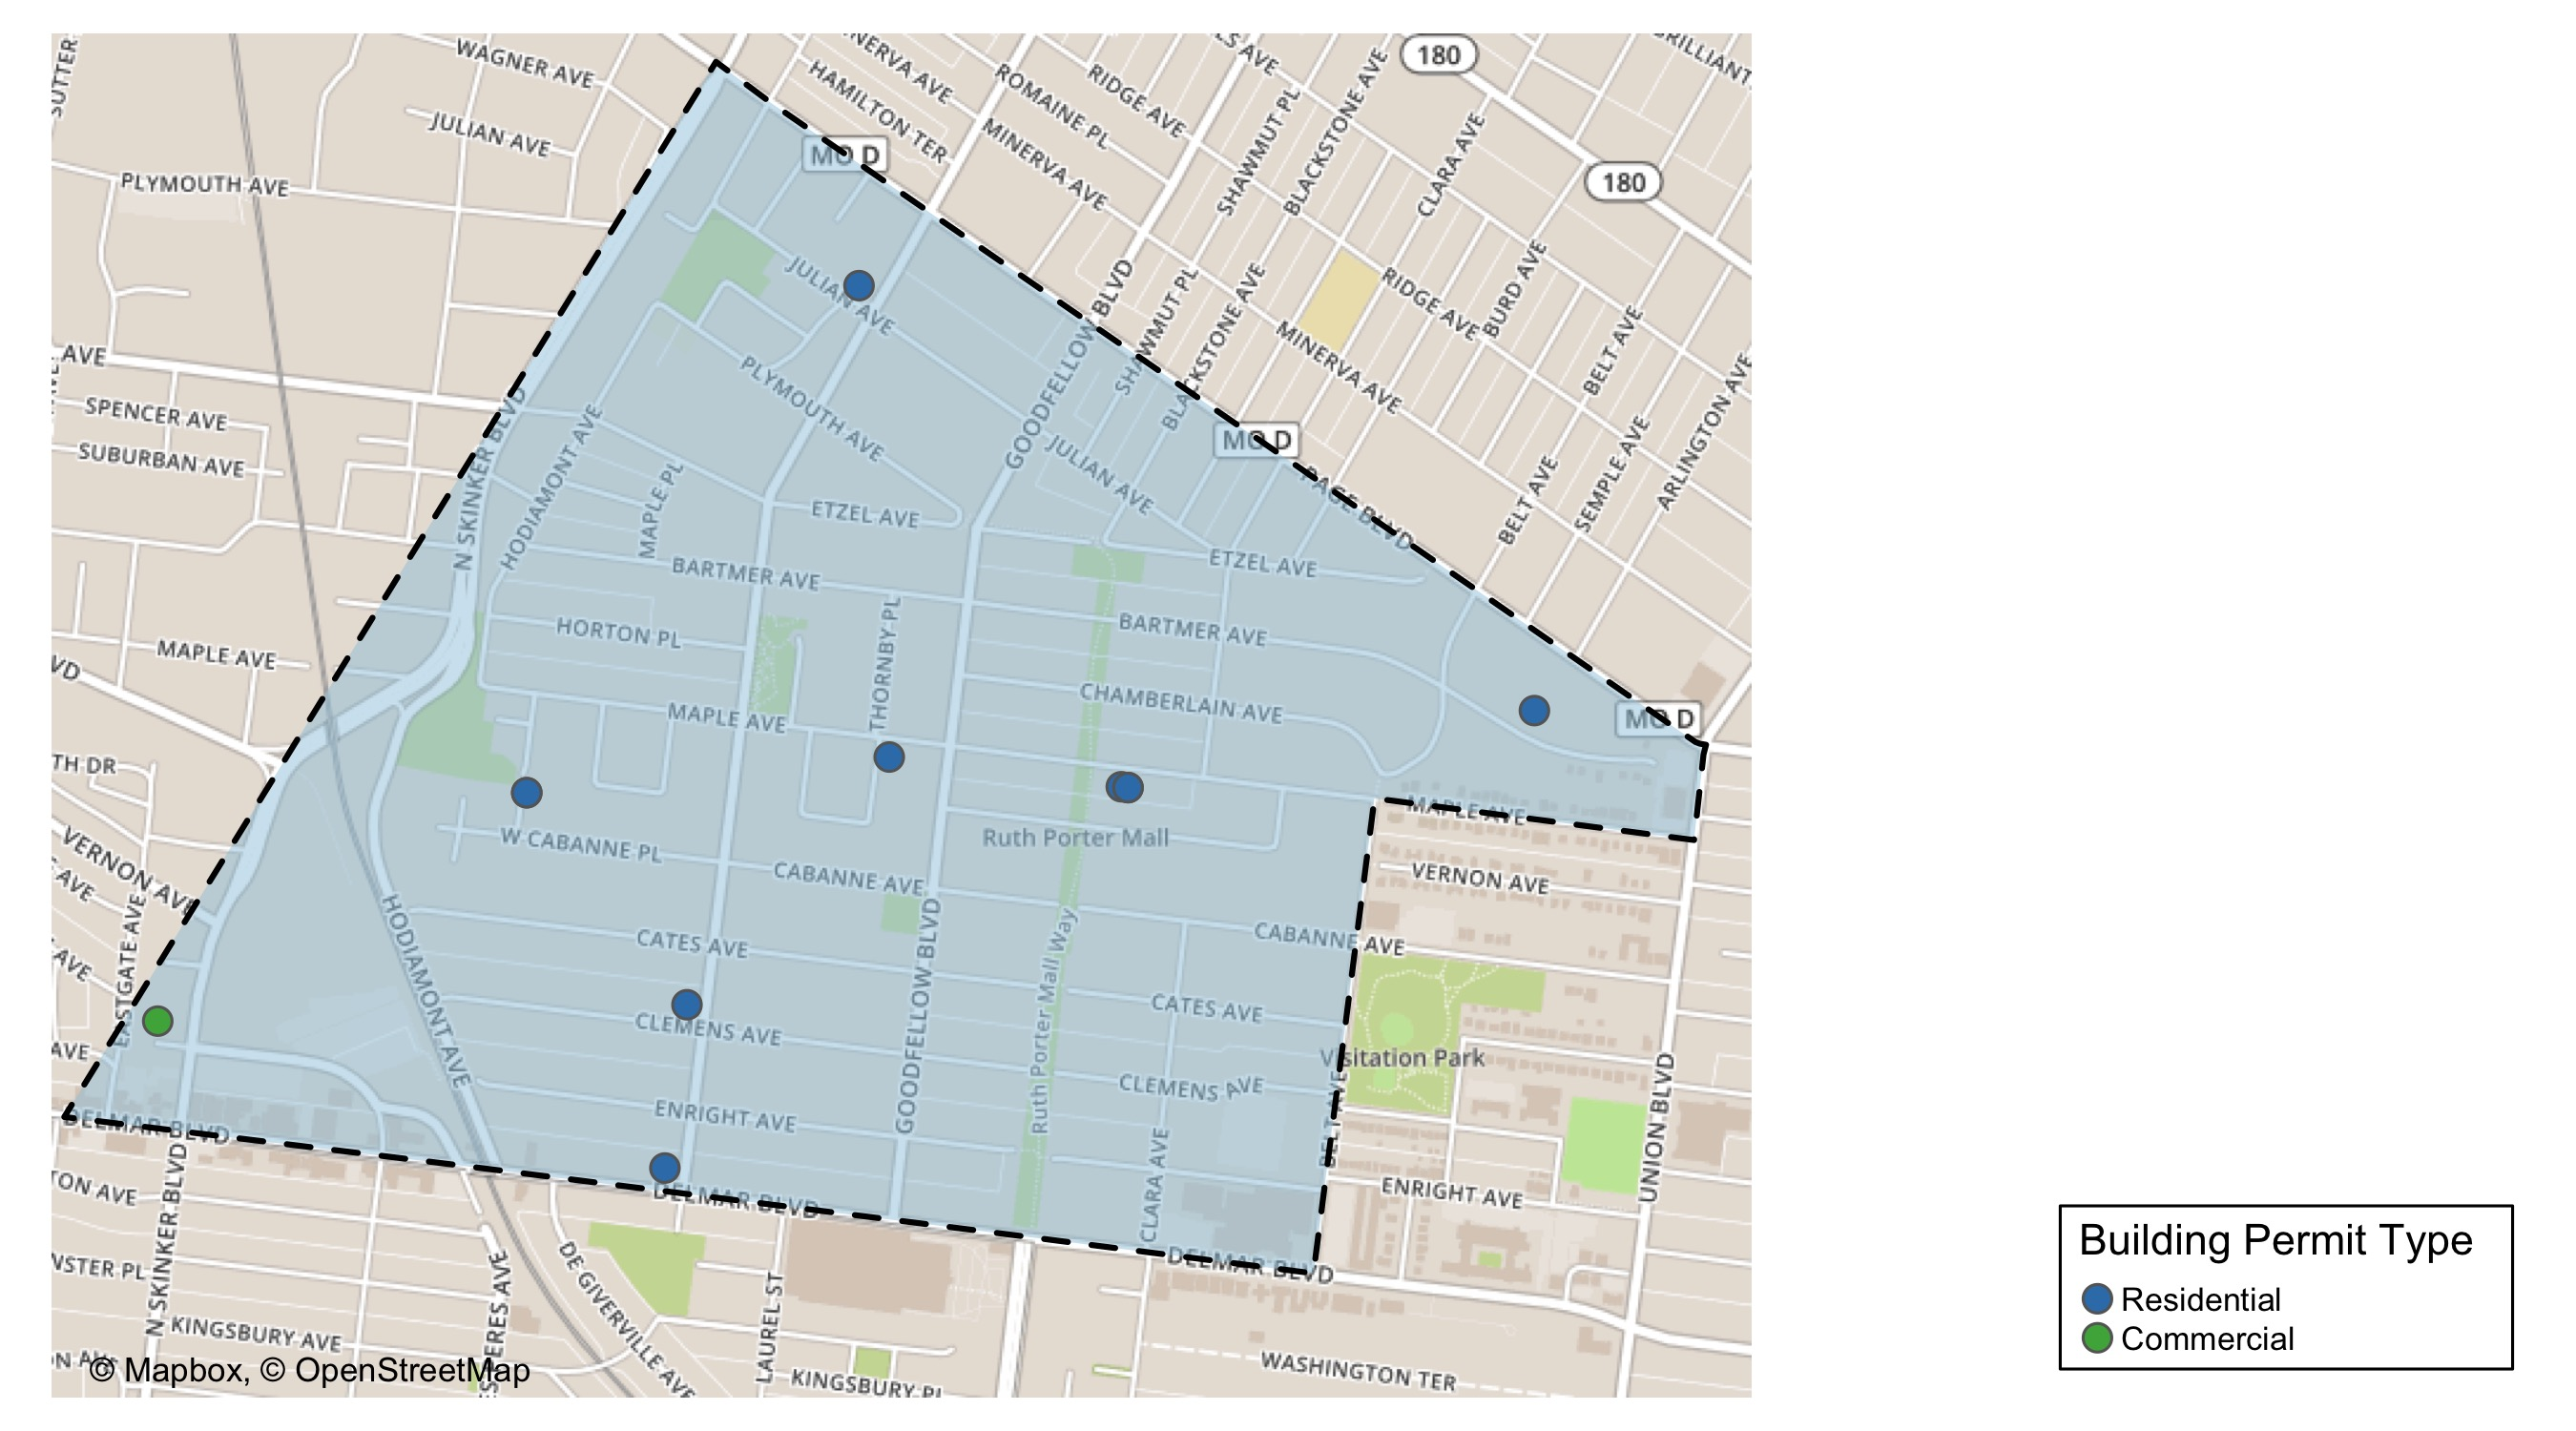 WAGNER AVE
HAMILTON TER
ROMAINE PL
RIDGE AVE
180
JULIAN AVE
MINERVA AVE
SHAWMUT PL
BLACKSTONE AVE
CLARA AVE
MO D
180
PLYMOUTH AVE
JULIAN AVE
GOODFELLOW BLVD
SHAWMUT PL
BLACKSTONE AVE
RIDGE AVE
BURD AVE
BELT AVE
AVE
MINERVA AVE
ARLINGTON AVE
SPENCER AVE
SUBURBAN AVE
N SKINKER BLVD
HODIAMONT AVE
MAPLE PL
PLYMOUTH AVE
ETZEL AVE
JULIAN AVE
MO D
PAGE BLVD
BELT AVE
SEMPLE AVE
BARTMER AVE
ETZEL AVE
HORTON PL
THORNBY PL
BARTMER AVE
MAPLE AVE
MAPLE AVE
CHAMBERLAIN AVE
MO D
MAPLE AVE
VERNON AVE
W CABANNE PL
CABANNE AVE
Ruth Porter Mall
VERNON AVE
AVE
EASTGATE AVE
HODIAMONT AVE
CATES AVE
CABANNE AVE
AVE
CLEMENS AVE
GOODFELLOW BLVD
Ruth Porter Mall Way
CATES AVE
AVE
Visitation Park
CLEMENS AVE
ENRIGHT AVE
CLARA AVE
BELT AVE
UNION BLVD
DELMAR BLVD
DELMAR BLVD
DELMAR BLVD
ENRIGHT AVE
N SKINKER BLVD
DE GIVERVILLE AVE
LAUREL ST
KINGSBURY AVE
KINGSBURY PL
WASHINGTON TER
© Mapbox, © OpenStreetMap
Building Permit Type
Residential
Commercial